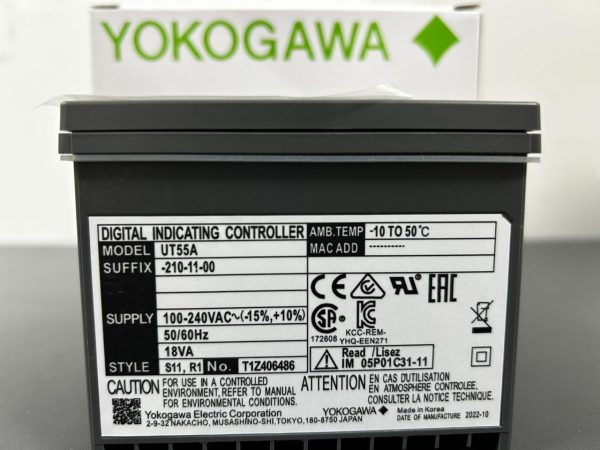 YOKOGAWA
DIGITAL INDICATING CONTROLLER
MODEL UT55A
SUFFIX -210-11-00
SUPPLY 100-240VAC～(-15%,+10%)
50/60Hz
18VA
STYLE S11, R1 No. T1Z406486
AMB.TEMP -10 TO 50℃
MAC ADD ----------
CE
EAC
172608
KCC-REM-
YHQ-EEN271
Read /Lisez
IM 05P01C31-11
CAUTION FOR USE IN A CONTROLLED
ENVIRONMENT, REFER TO MANUAL
FOR ENVIRONMENTAL CONDITIONS.
ATTENTION EN CAS D'UTILISATION
EN ATMOSPHERE CONTROLEE,
CONSULTER LA NOTICE TECHNIQUE.
Yokogawa Electric Corporation
2-9-32 NAKACHO, MUSASHINO-SHI, TOKYO,180-8750 JAPAN
YOKOGAWA
Made in Korea
DATE OF MANUFACTURE 2022-10